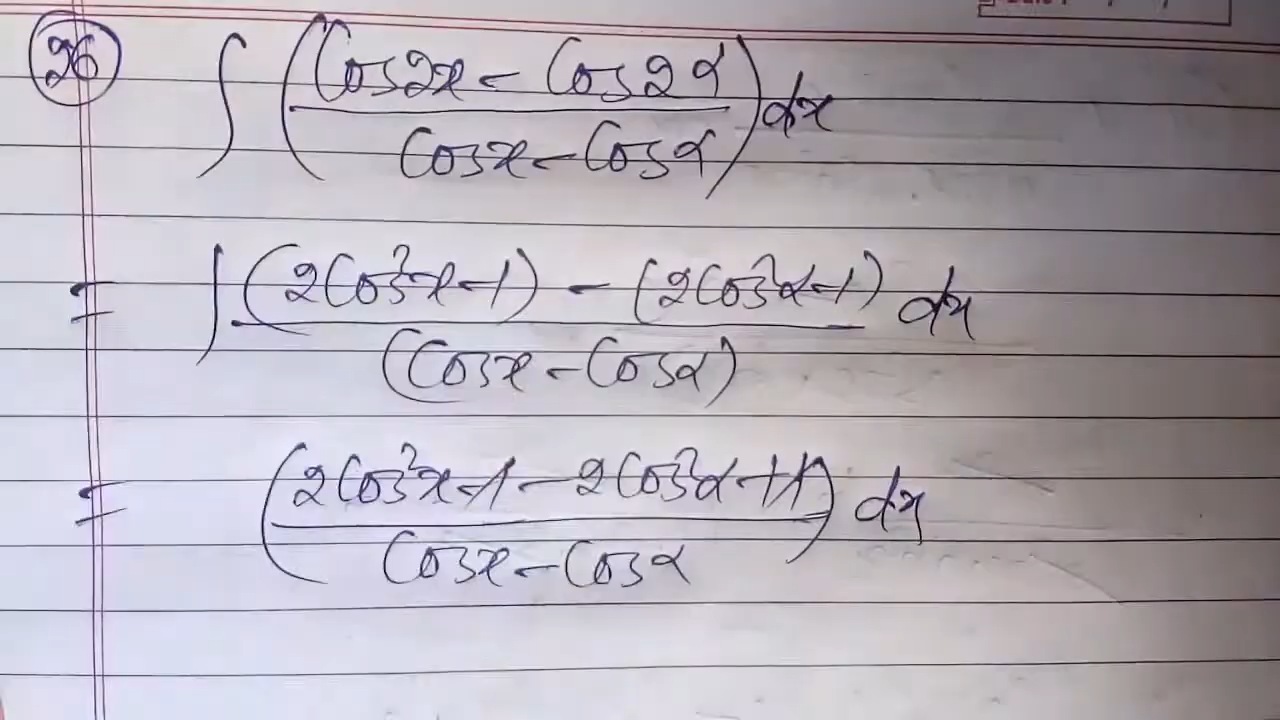 26 ∫ (Cos2x - Cos2α / Cosx - Cosα) dx
= ∫ (2Cos²x-1) - (2Cos²α-1) / (Cosx - Cosα) dx
= (2Cos²x-1 - 2Cos²α+1 / Cosx - Cosα) dx